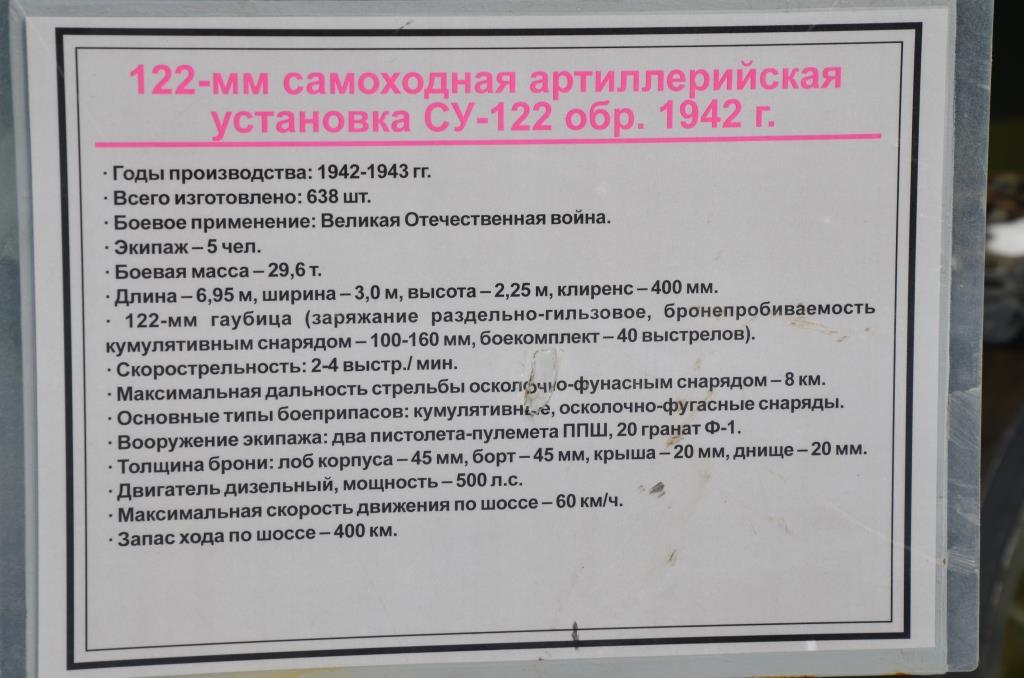 122-мм самоходная артиллерийская
установка СУ-122 обр. 1942 г.
· Годы производства: 1942-1943 гг.
· Всего изготовлено: 638 шт.
· Боевое применение: Великая Отечественная война.
· Экипаж – 5 чел.
· Боевая масса – 29,6 т.
· Длина – 6,95 м, ширина – 3,0 м, высота – 2,25 м, клиренс – 400 мм.
· 122-мм гаубица (заряжание раздельно-гильзовое, бронепробиваемость
кумулятивным снарядом – 100-160 мм, боекомплект – 40 выстрелов).
· Скорострельность: 2-4 выстр./ мин.
· Максимальная дальность стрельбы осколочно-фунасным снарядом – 8 км.
· Основные типы боеприпасов: кумулятивные, осколочно-фугасные снаряды.
· Вооружение экипажа: два пистолета-пулемета ППШ, 20 гранат Ф-1.
· Толщина брони: лоб корпуса – 45 мм, борт – 45 мм, крыша – 20 мм, днище – 20 мм.
· Двигатель дизельный, мощность – 500 л.с.
· Максимальная скорость движения по шоссе – 60 км/ч.
· Запас хода по шоссе – 400 км.